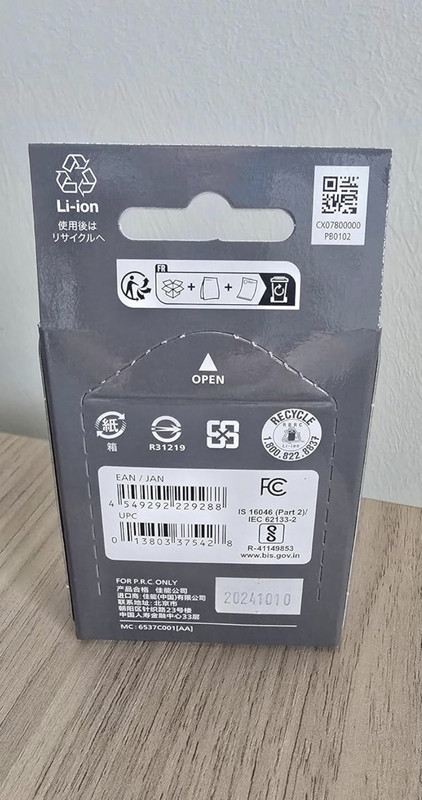 Li-ion
使用後は
リサイクルへ
CX07800000
PB0102
FR
+ +
OPEN
紙
箱
R31219
RECYCLE
RBRC
Li-ion
1.800.822.8837
EAN / JAN
4 549292 229288
UPC
0 13803 37542 8
FC
IS 16046 (Part 2)/
IEC 62133-2
R-41149853
www.bis.gov.in
FOR P.R.C. ONLY
产品合格 佳能公司
进口商: 佳能(中国)有限公司
联系地址: 北京市
朝阳区针织路23号楼
中国人寿金融中心33层
20241010
MC: 6537C001[AA]